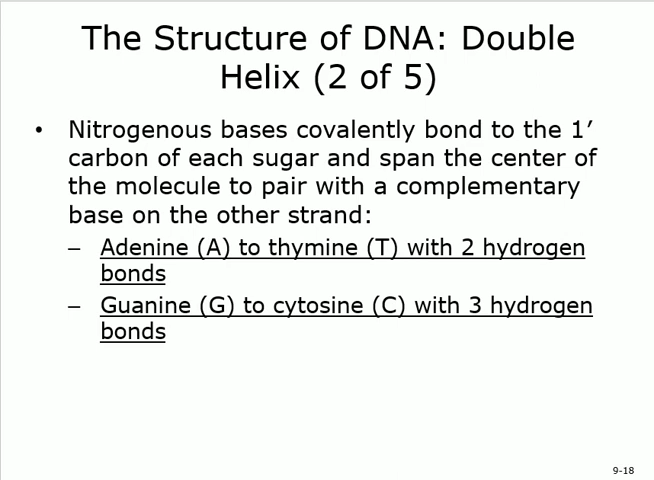 The Structure of DNA: Double
Helix (2 of 5)
• Nitrogenous bases covalently bond to the 1′
carbon of each sugar and span the center of
the molecule to pair with a complementary
base on the other strand:
– Adenine (A) to thymine (T) with 2 hydrogen
bonds
– Guanine (G) to cytosine (C) with 3 hydrogen
bonds
9-18